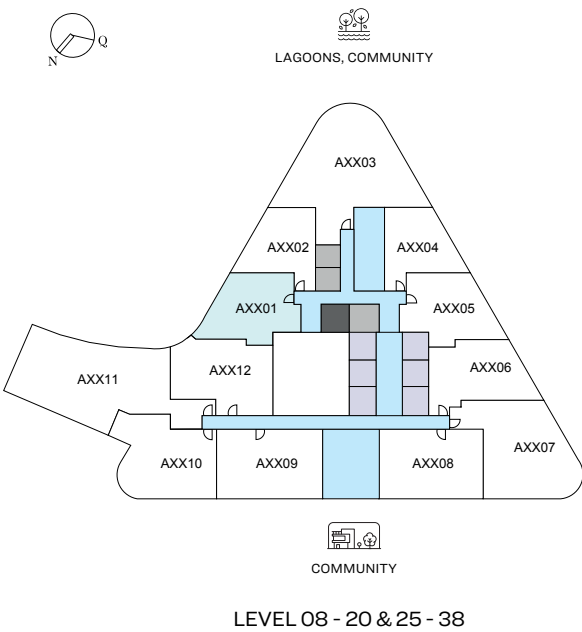 N
Q
LAGOONS, COMMUNITY
AXX03
AXX02
AXX04
AXX01
AXX05
AXX12
AXX06
AXX11
AXX07
AXX10
AXX09
AXX08
COMMUNITY
LEVEL 08 - 20 & 25 - 38